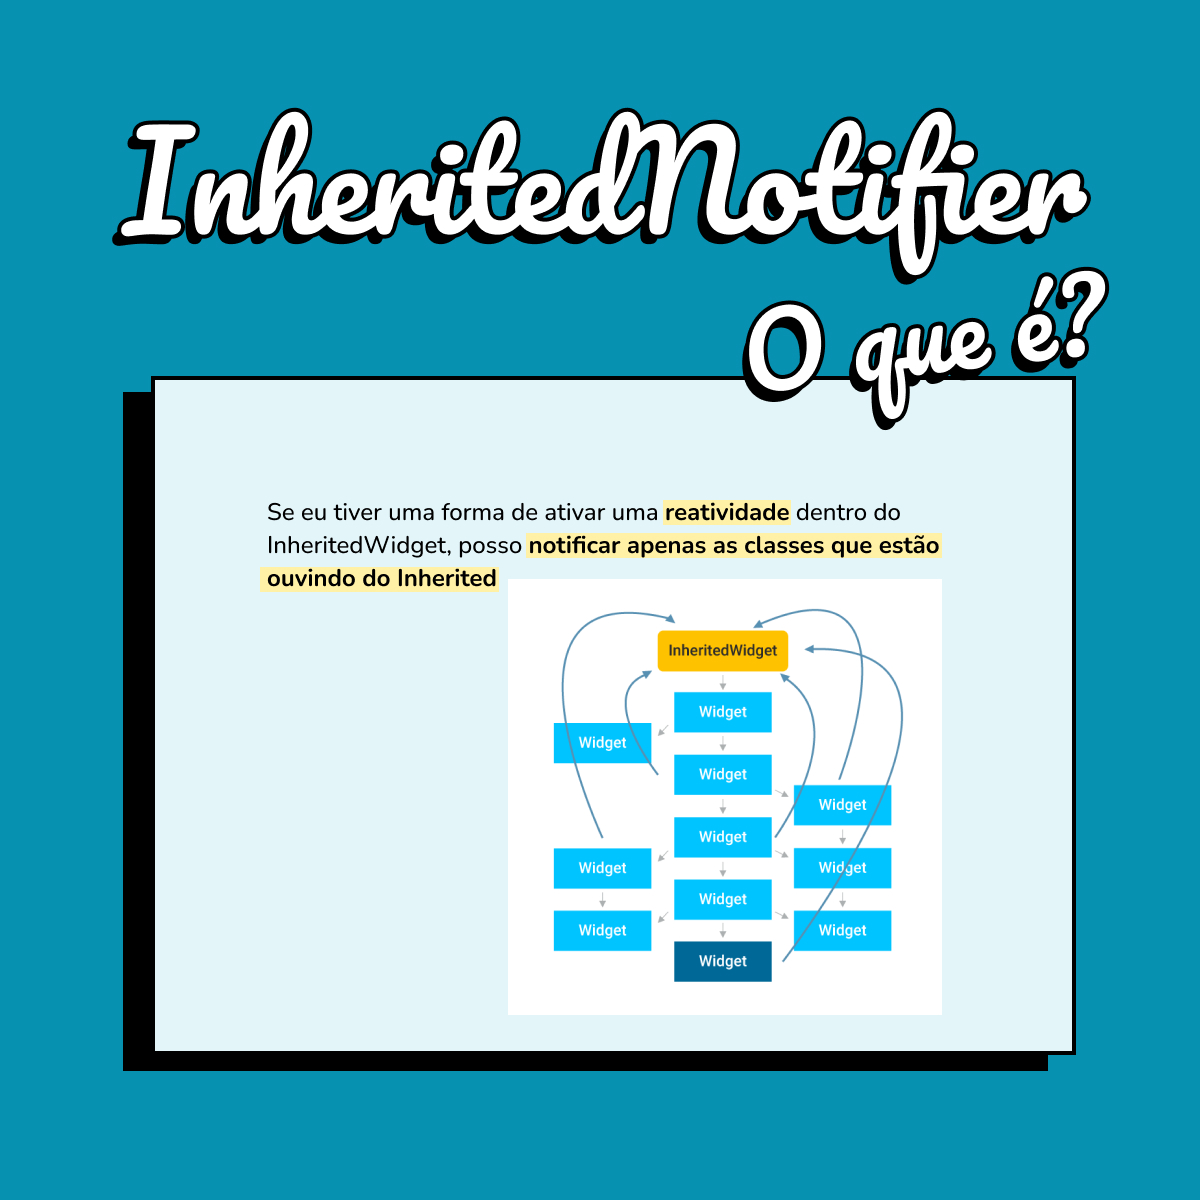 InheritedNotifier
O que é?
Se eu tiver uma forma de ativar uma reatividade dentro do
InheritedWidget, posso notificar apenas as classes que estão
ouvindo do Inherited
InheritedWidget
Widget
Widget
Widget
Widget
Widget
Widget
Widget
Widget
Widget
Widget
Widget